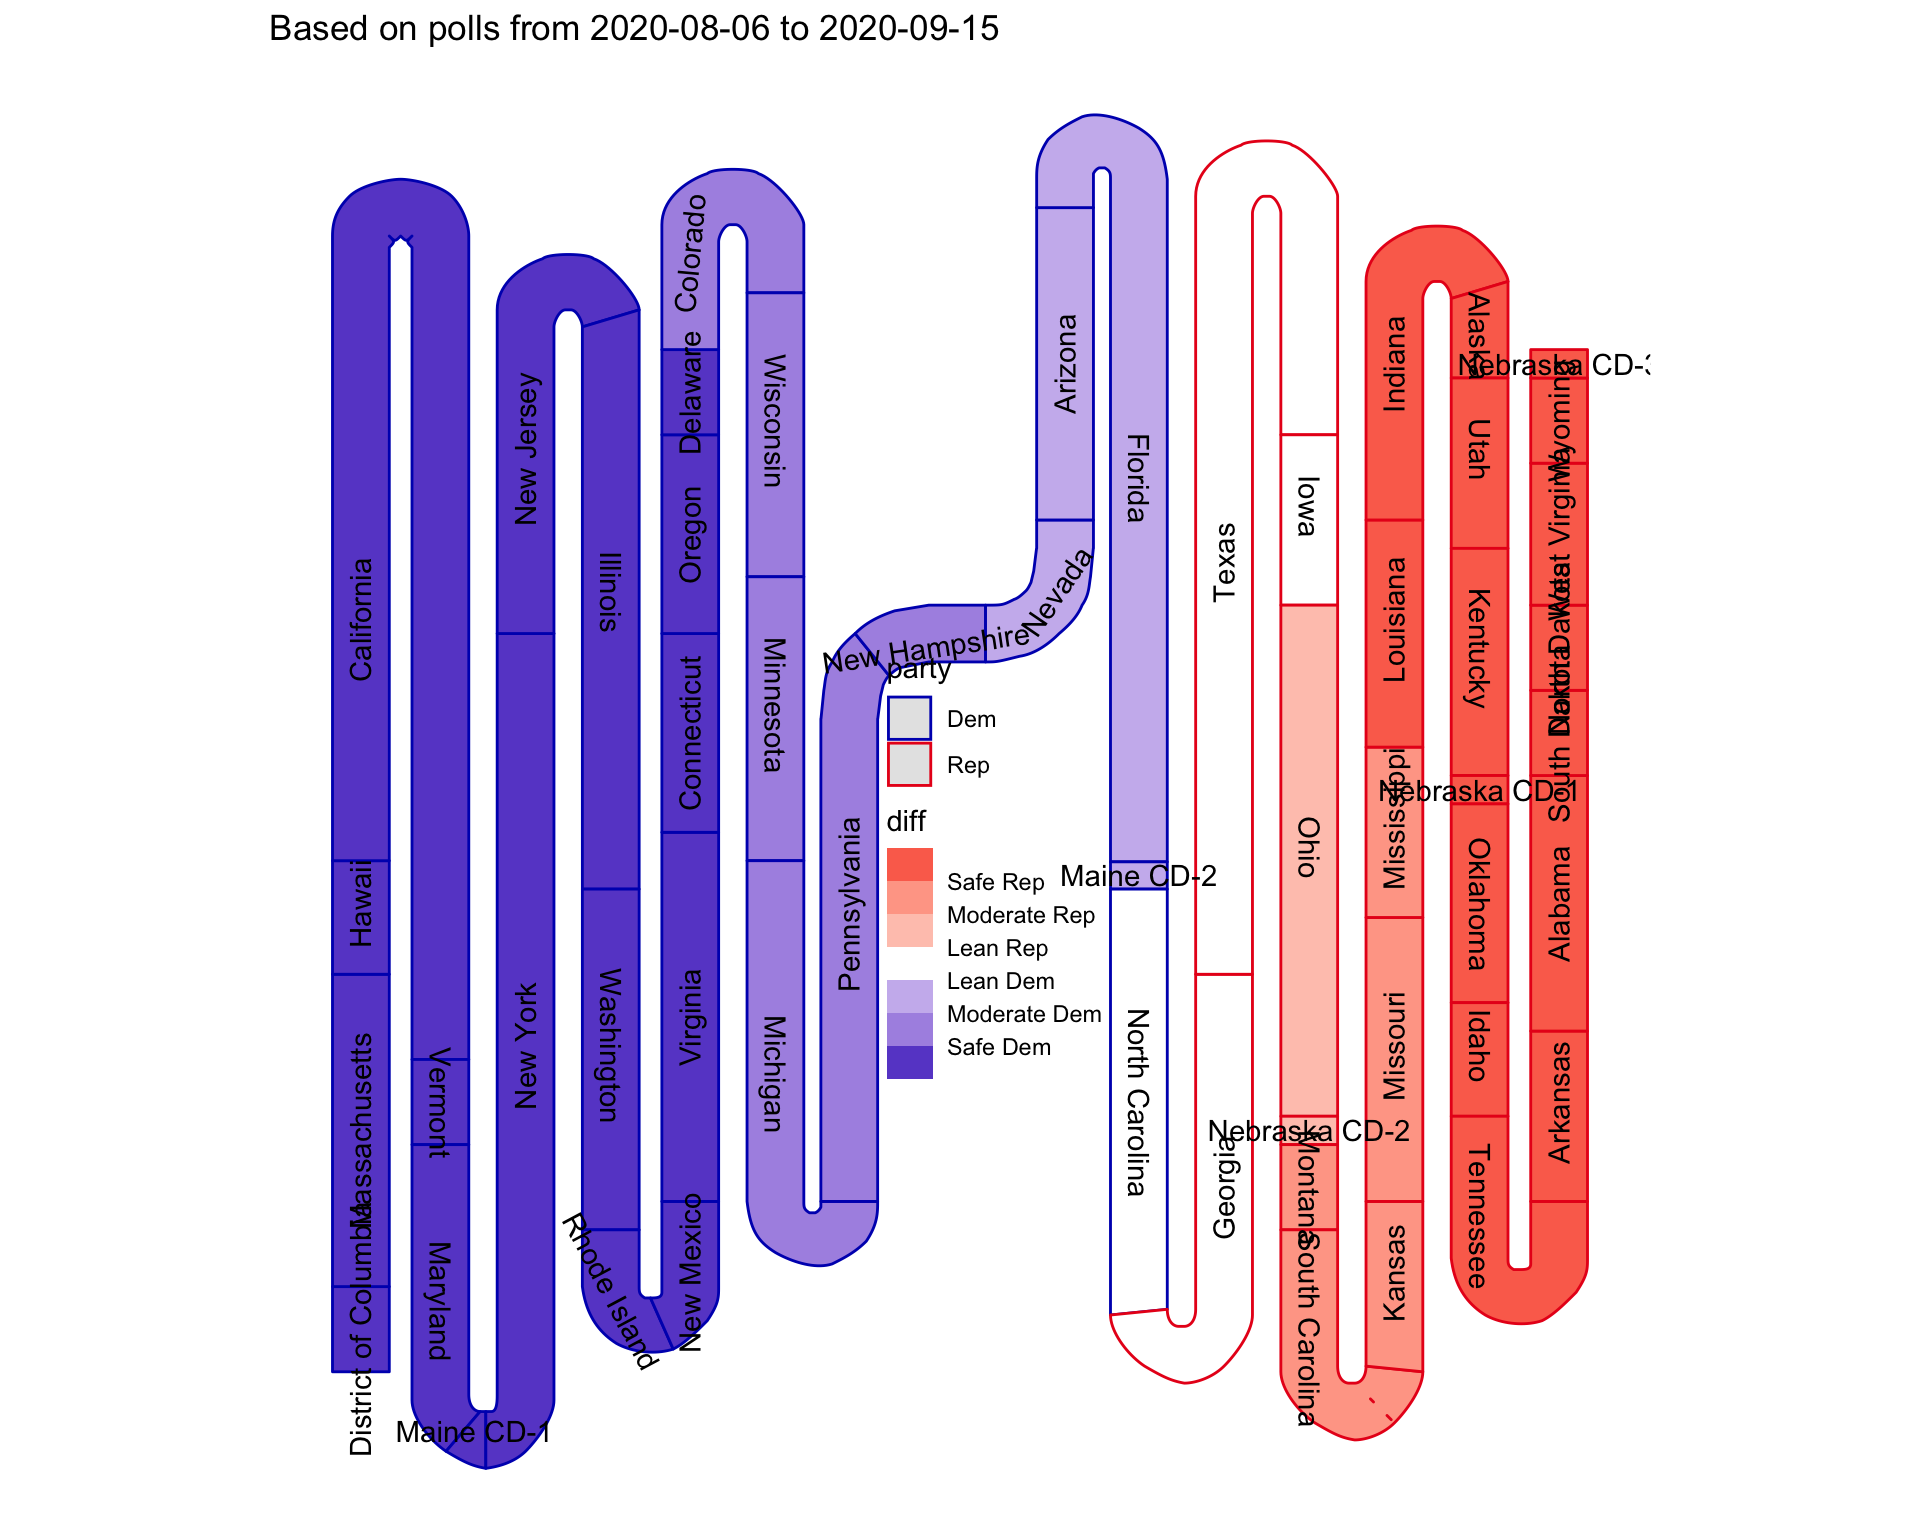 Based on polls from 2020-08-06 to 2020-09-15
California
Hawaii
Massachusetts
District of Columbia
Vermont
Maryland
Maine CD-1
New Jersey
New York
Illinois
Washington
Rhode Island
Colorado
Delaware
Oregon
Connecticut
Virginia
New Mexico
Wisconsin
Minnesota
Michigan
Pennsylvania
New Hampshire
Nevada
Arizona
Florida
Maine CD-2
North Carolina
party
Dem
Rep
diff
Safe Rep
Moderate Rep
Lean Rep
Lean Dem
Moderate Dem
Safe Dem
Texas
Georgia
Iowa
Ohio
Nebraska CD-2
Montana
South Carolina
Indiana
Louisiana
Mississippi
Missouri
Kansas
Alaska
Utah
Kentucky
Nebraska CD-1
Oklahoma
Idaho
Tennessee
Nebraska CD-
Wyoming
West Virginia
North Dakota
South Dakota
Alabama
Arkansas